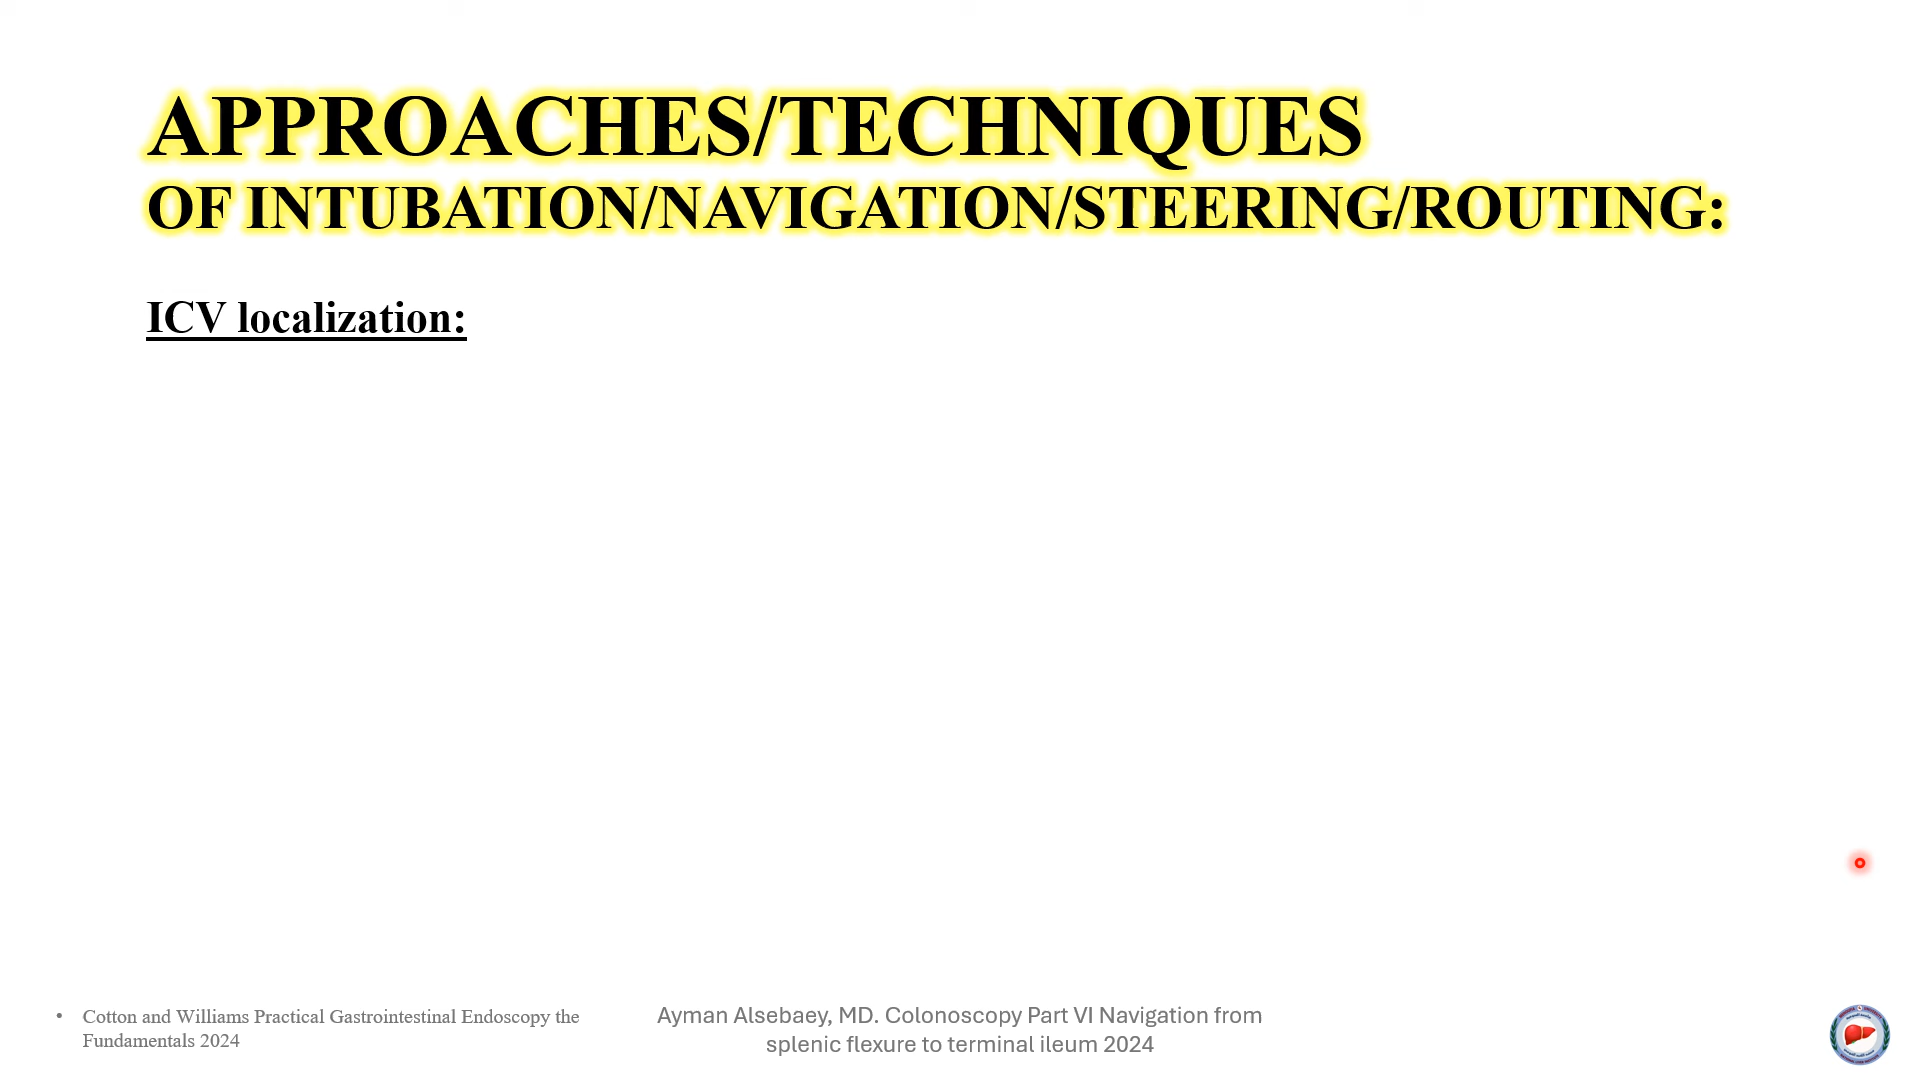 APPROACHES/TECHNIQUES
OF INTUBATION/NAVIGATION/STEERING/ROUTING:
ICV localization:
• Cotton and Williams Practical Gastrointestinal Endoscopy the
Fundamentals 2024
Ayman Alsebaey, MD. Colonoscopy Part VI Navigation from
splenic flexure to terminal ileum 2024